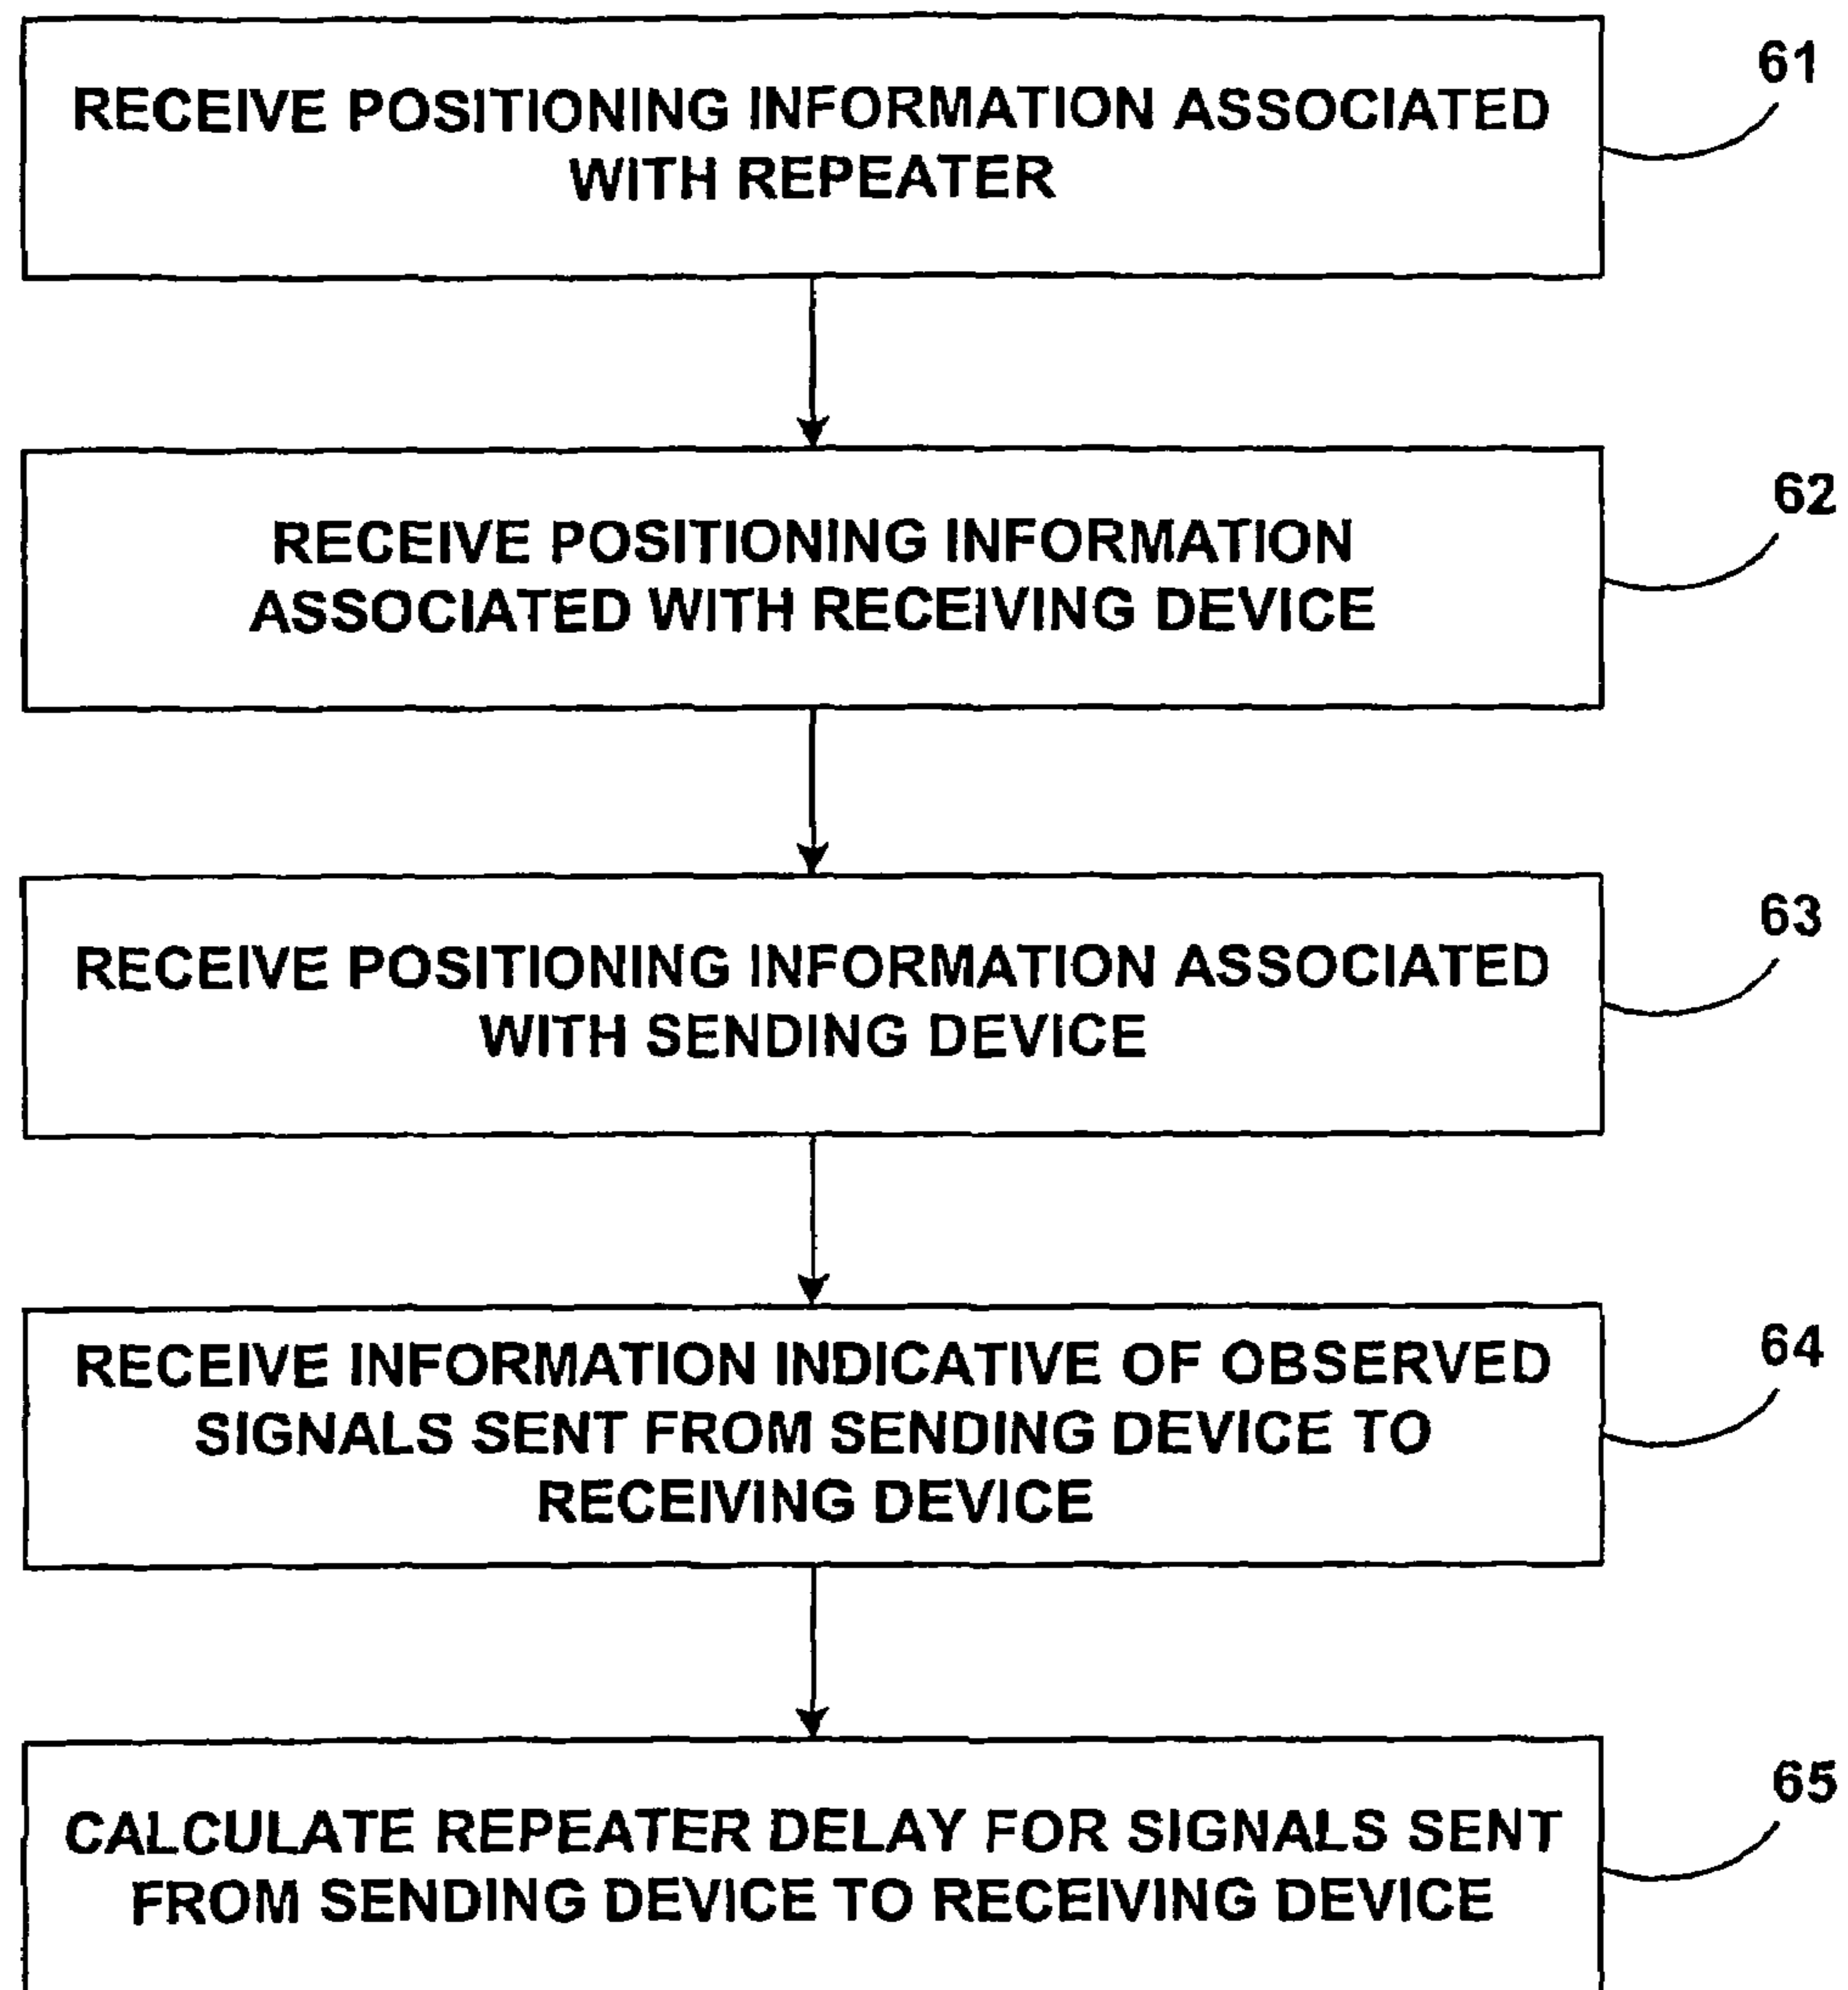 RECEIVE POSITIONING INFORMATION ASSOCIATED
WITH REPEATER
61
RECEIVE POSITIONING INFORMATION
ASSOCIATED WITH RECEIVING DEVICE
62
RECEIVE POSITIONING INFORMATION ASSOCIATED
WITH SENDING DEVICE
63
RECEIVE INFORMATION INDICATIVE OF OBSERVED
SIGNALS SENT FROM SENDING DEVICE TO
RECEIVING DEVICE
64
CALCULATE REPEATER DELAY FOR SIGNALS SENT
FROM SENDING DEVICE TO RECEIVING DEVICE
65